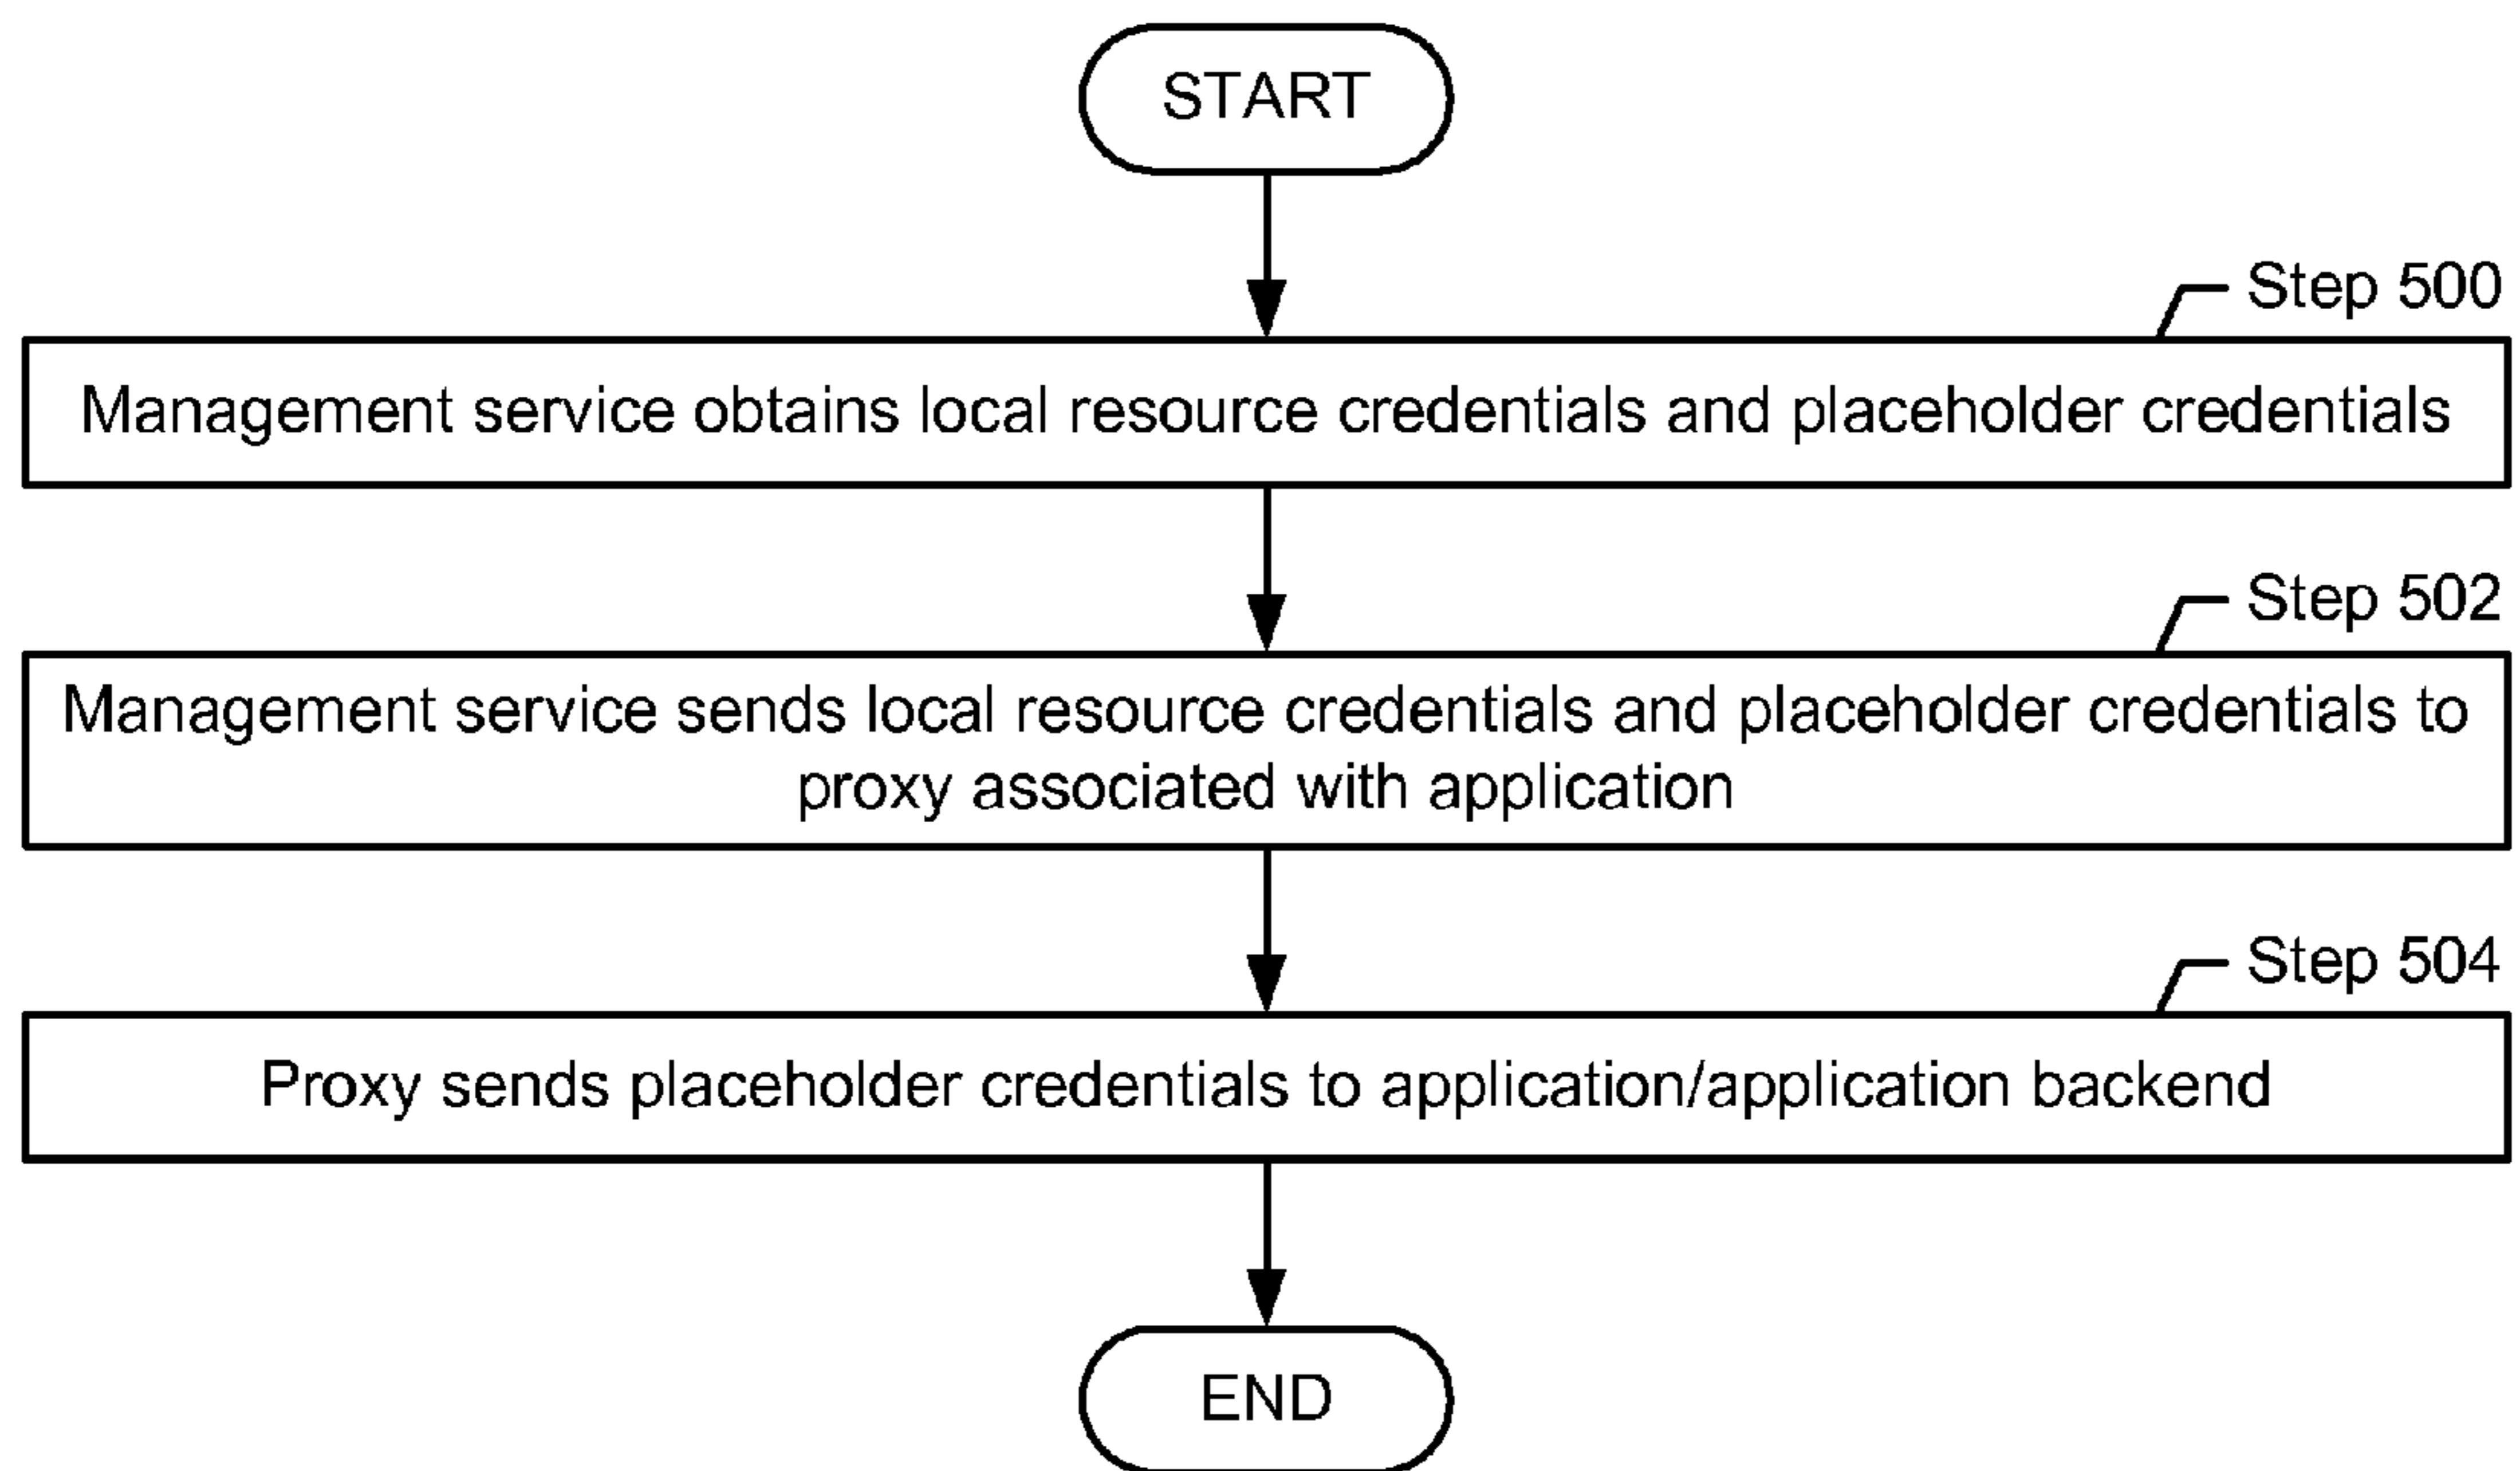 START
Step 500
Management service obtains local resource credentials and placeholder credentials
Step 502
Management service sends local resource credentials and placeholder credentials to
proxy associated with application
Step 504
Proxy sends placeholder credentials to application/application backend
END